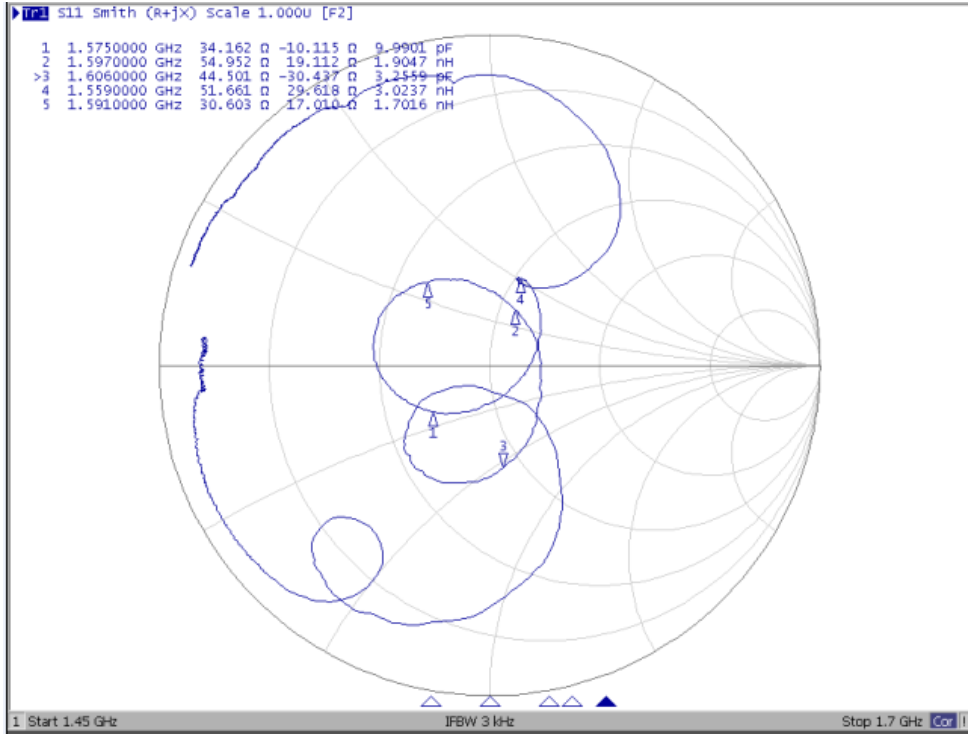 Tr1 S11 Smith (R+jX) Scale 1.000U [F2]
1 1.5750000 GHz 34.162 Ω -10.115 Ω 9.9901 pF
2 1.5970000 GHz 54.952 Ω 19.112 Ω 1.9047 nH
>3 1.6060000 GHz 44.501 Ω -30.437 Ω 3.2559 pF
4 1.5590000 GHz 51.661 Ω 29.618 Ω 3.0237 nH
5 1.5910000 GHz 30.603 Ω 17.010 Ω 1.7016 nH
5
4
2
1
3
1 Start 1.45 GHz IFBW 3 kHz Stop 1.7 GHz Cor !